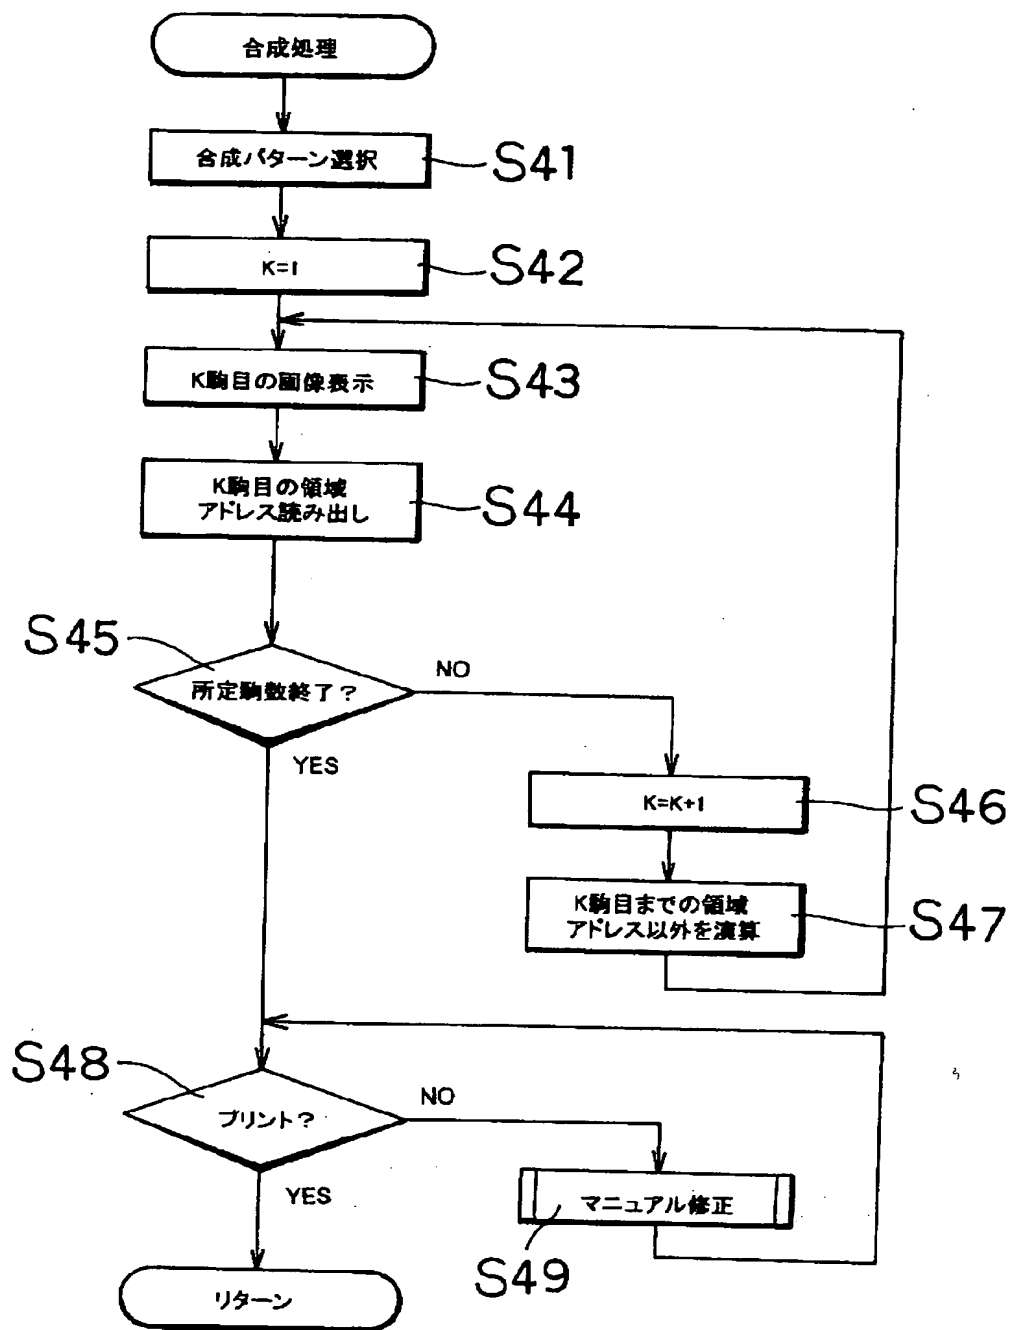 合成処理
合成パターン選択
S41
K=1
S42
K駒目の画像表示
S43
K駒目の領域
アドレス読み出し
S44
S45
所定駒数終了?
NO
YES
K=K+1
S46
K駒目までの領域
アドレス以外を演算
S47
S48
プリント?
NO
YES
マニュアル修正
S49
リターン